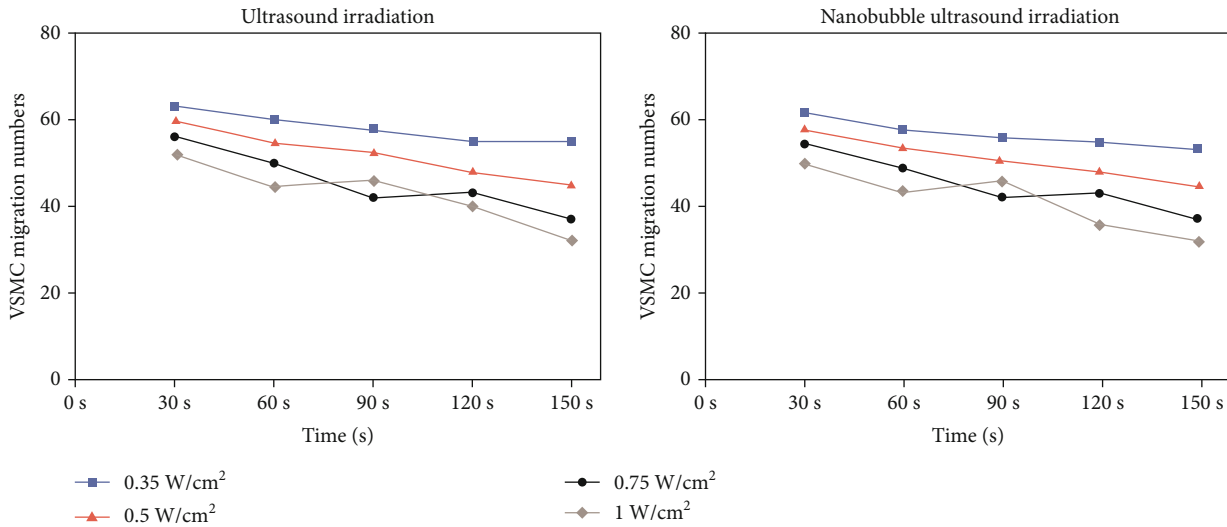 Ultrasound irradiation
80
60
40
20
0
VSMC migration numbers
0 s 30 s 60 s 90 s 120 s 150 s
Time (s)
Nanobubble ultrasound irradiation
80
60
40
20
0
VSMC migration numbers
0 s 30 s 60 s 90 s 120 s 150 s
Time (s)
0.35 W/cm²
0.5 W/cm²
0.75 W/cm²
1 W/cm²